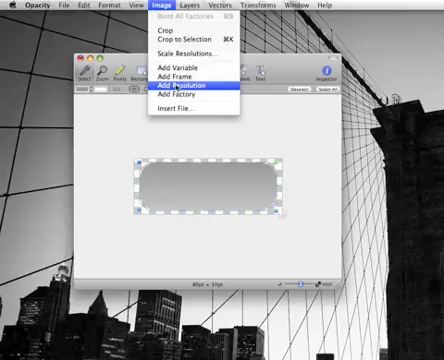 Opacity File Edit Format View Image Layers Vectors Transforms Window Help
Build All Factories ⌘B
Crop
Crop to Selection ⌘K
Scale Resolutions...
Add Variable
Add Frame
Add Resolution
Add Factory
Insert File...
Select Zoom Pixels Text Inspector
Deselect Select All